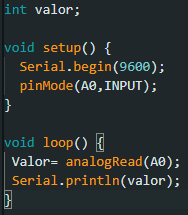 int valor;
void setup() {
Serial.begin(9600);
pinMode(A0,INPUT);
}
void loop() {
Valor= analogRead(A0);
Serial.println(valor);
}